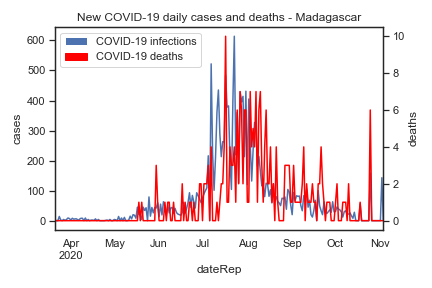 New COVID-19 daily cases and deaths - Madagascar
COVID-19 infections
COVID-19 deaths
cases
600
500
400
300
200
100
0
deaths
10
8
6
4
2
0
Apr May Jun Jul Aug Sep Oct Nov
2020
dateRep